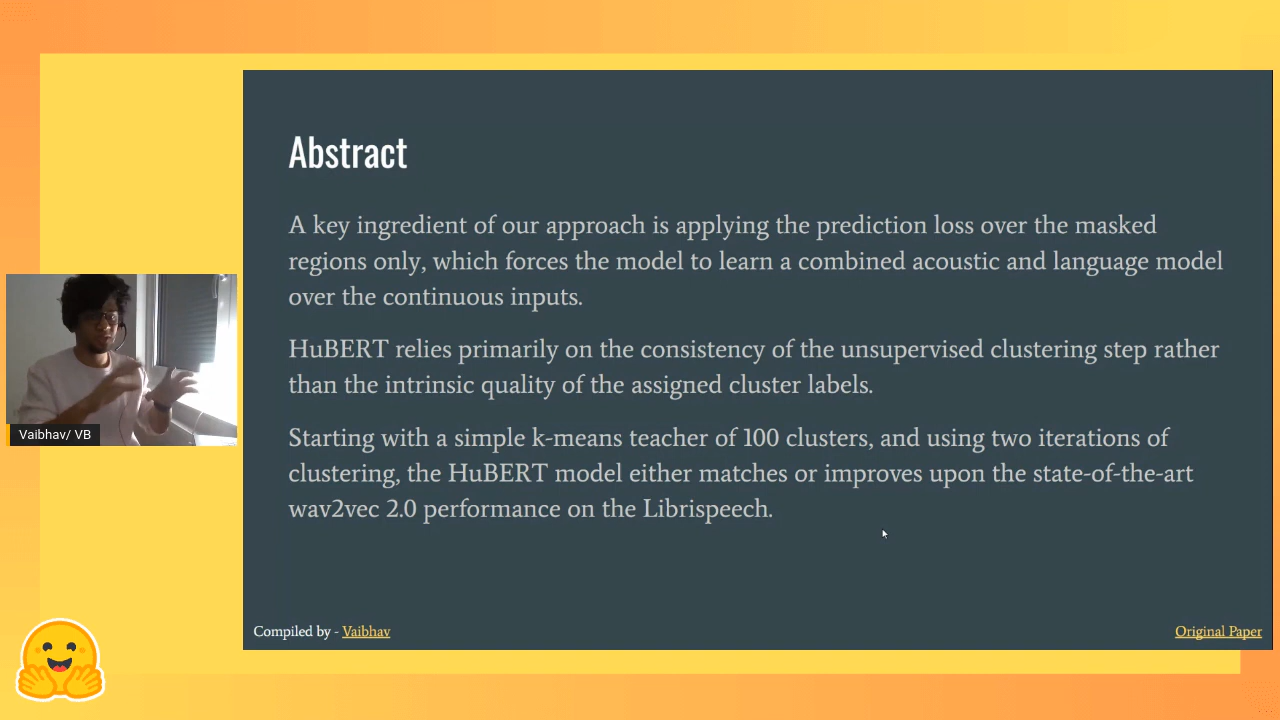 Abstract
A key ingredient of our approach is applying the prediction loss over the masked
regions only, which forces the model to learn a combined acoustic and language model
over the continuous inputs.
HuBERT relies primarily on the consistency of the unsupervised clustering step rather
than the intrinsic quality of the assigned cluster labels.
Starting with a simple k-means teacher of 100 clusters, and using two iterations of
clustering, the HuBERT model either matches or improves upon the state-of-the-art
wav2vec 2.0 performance on the Librispeech.
Vaibhav/ VB
Compiled by - Vaibhav
Original Paper